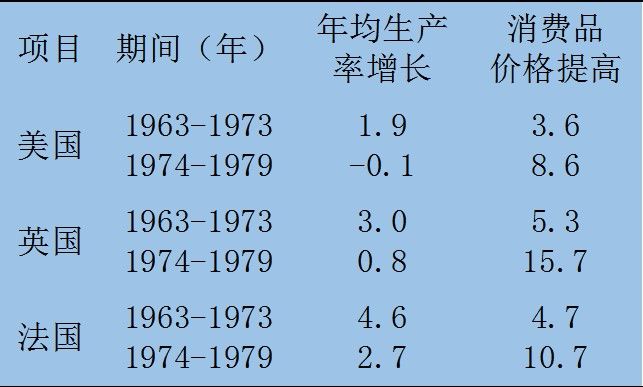 项目 期间（年） 年均生产率增长 消费品价格提高
美国 1963-1973 1.9 3.6
1974-1979 -0.1 8.6
英国 1963-1973 3.0 5.3
1974-1979 0.8 15.7
法国 1963-1973 4.6 4.7
1974-1979 2.7 10.7